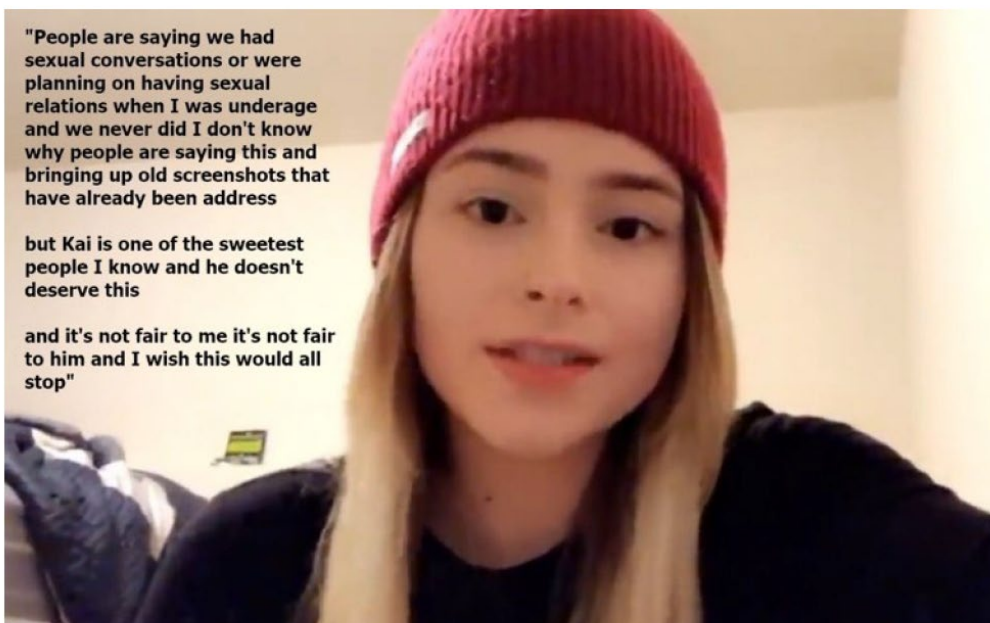 "People are saying we had
sexual conversations or were
planning on having sexual
relations when I was underage
and we never did I don't know
why people are saying this and
bringing up old screenshots that
have already been address
but Kai is one of the sweetest
people I know and he doesn't
deserve this
and it's not fair to me it's not fair
to him and I wish this would all
stop"